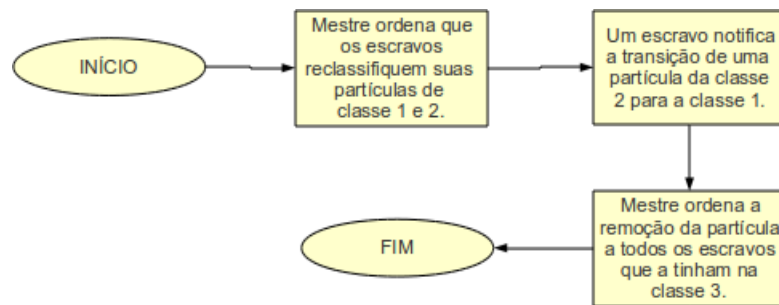 INÍCIO
Mestre ordena que
os escravos
reclassifiquem suas
partículas de
classe 1 e 2.
Um escravo notifica
a transição de uma
partícula da classe
2 para a classe 1.
Mestre ordena a
remoção da partícula
a todos os escravos
que a tinham na
classe 3.
FIM